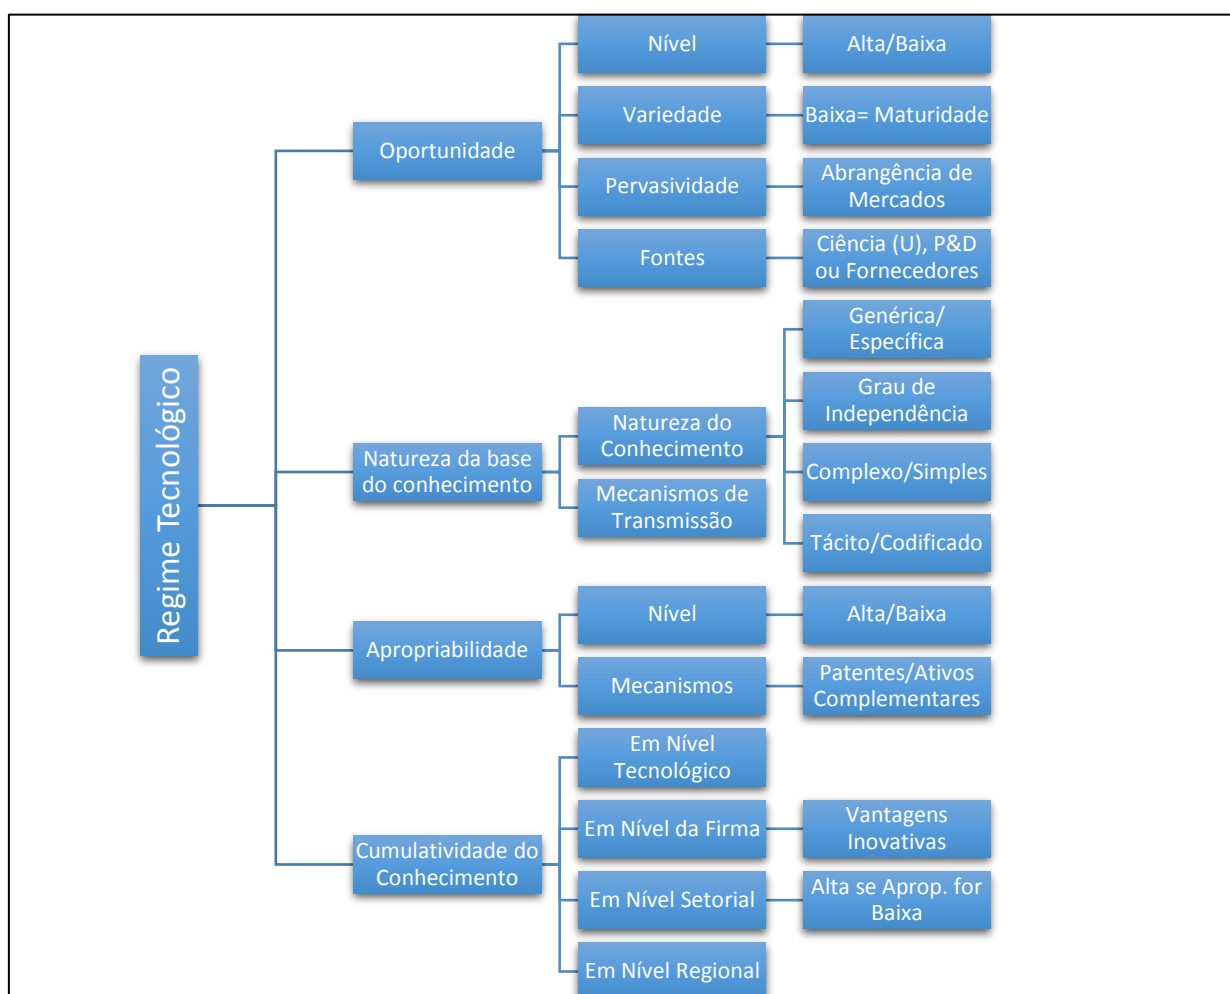 Regime Tecnológico
Oportunidade
Nível
Alta/Baixa
Variedade
Baixa= Maturidade
Pervasividade
Abrangência de
Mercados
Fontes
Ciência (U), P&D
ou Fornecedores
Natureza da base
do conhecimento
Natureza do
Conhecimento
Genérica/
Específica
Grau de
Independência
Complexo/Simples
Tácito/Codificado
Mecanismos de
Transmissão
Apropriabilidade
Nível
Alta/Baixa
Mecanismos
Patentes/Ativos
Complementares
Cumulatividade do
Conhecimento
Em Nível
Tecnológico
Em Nível da Firma
Vantagens
Inovativas
Em Nível Setorial
Alta se Aprop. for
Baixa
Em Nível Regional